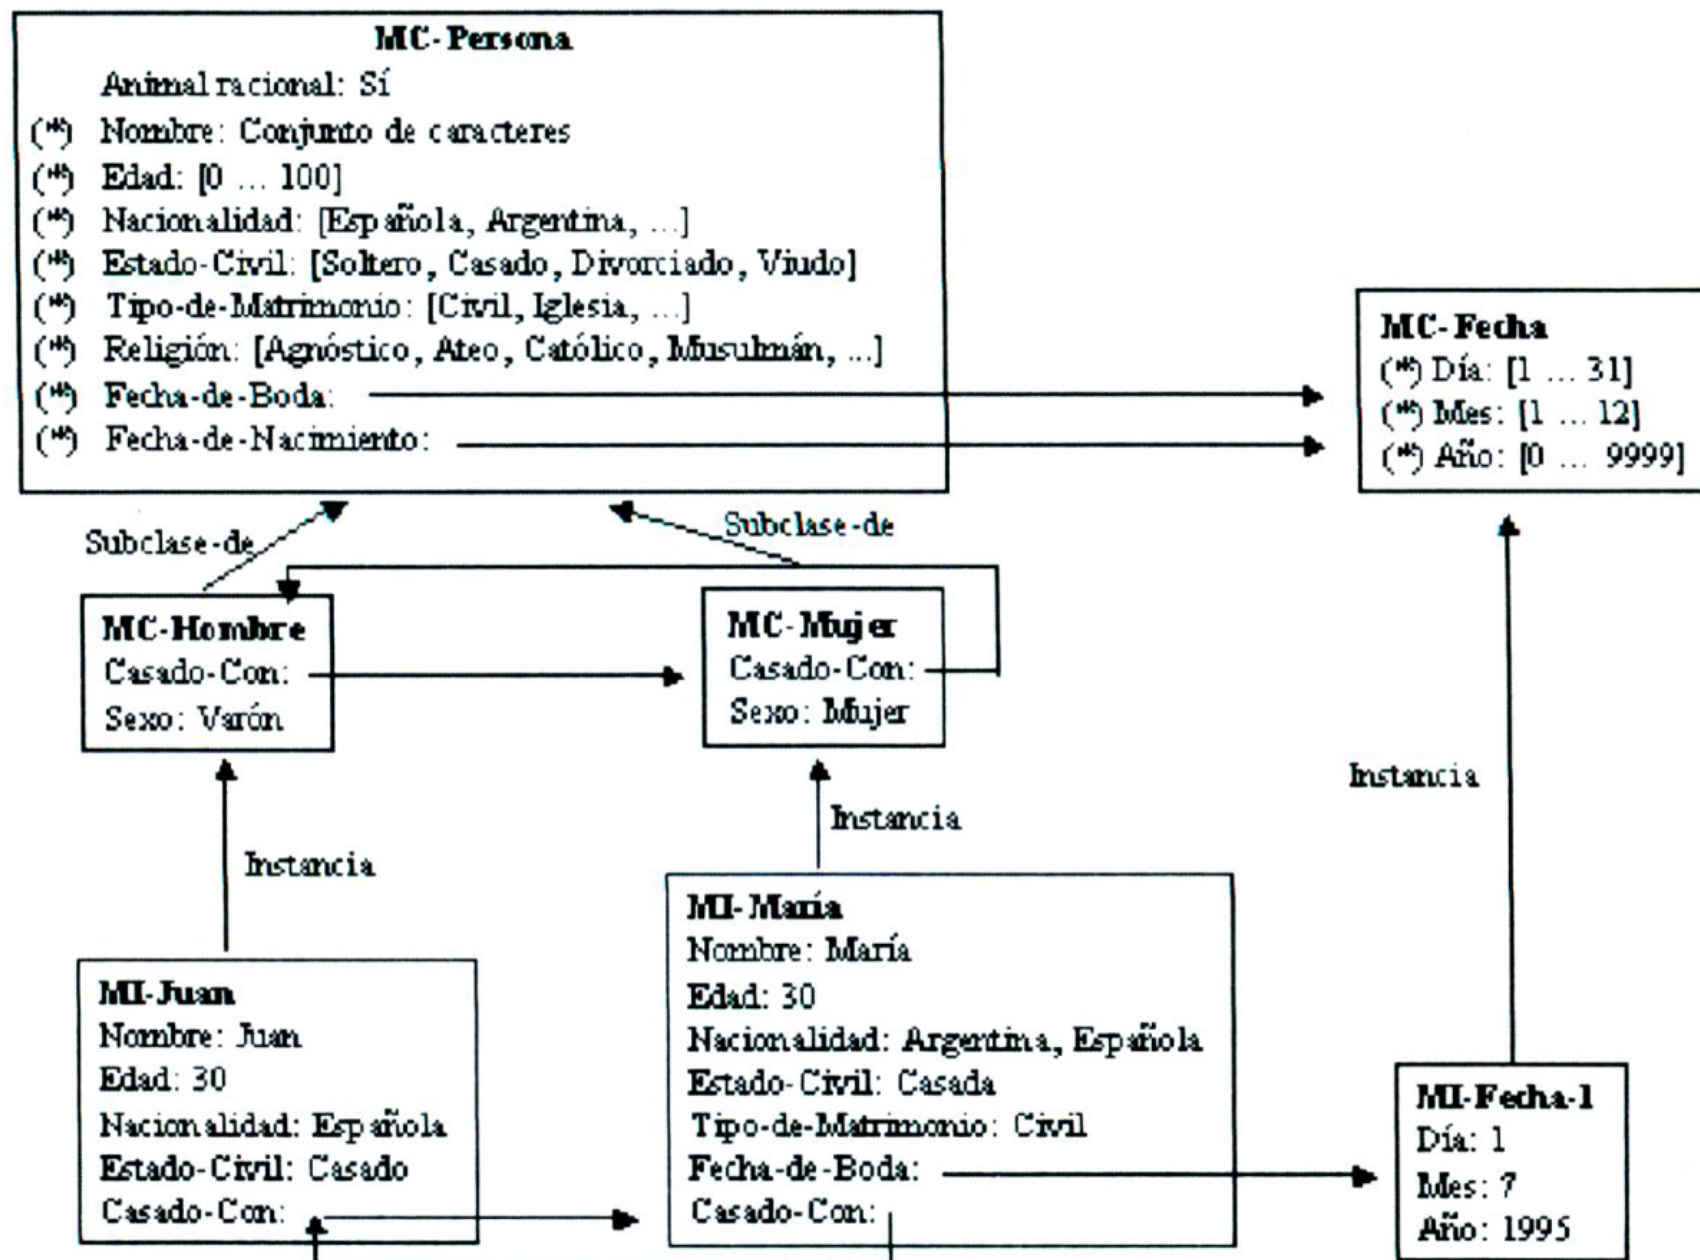 MC-Persona
Animal racional: Sí
(*) Nombre: Conjunto de caracteres
(*) Edad: [0 ... 100]
(*) Nacionalidad: [Española, Argentina, ...]
(*) Estado-Civil: [Soltero, Casado, Divorciado, Viudo]
(*) Tipo-de-Matrimonio: [Civil, Iglesia, ...]
(*) Religión: [Agnóstico, Ateo, Católico, Musulmán, ...]
(*) Fecha-de-Boda:
(*) Fecha-de-Nacimiento:
MC-Fecha
(*) Día: [1 ... 31]
(*) Mes: [1 ... 12]
(*) Año: [0 ... 9999]
Subclase-de
Subclase-de
MC-Hombre
Casado-Con:
Sexo: Varón
MC-Mujer
Casado-Con:
Sexo: Mujer
Instancia
Instancia
Instancia
MI-Juan
Nombre: Juan
Edad: 30
Nacionalidad: Española
Estado-Civil: Casado
Casado-Con:
MI-María
Nombre: María
Edad: 30
Nacionalidad: Argentina, Española
Estado-Civil: Casada
Tipo-de-Matrimonio: Civil
Fecha-de-Boda:
Casado-Con:
MI-Fecha-1
Día: 1
Mes: 7
Año: 1995